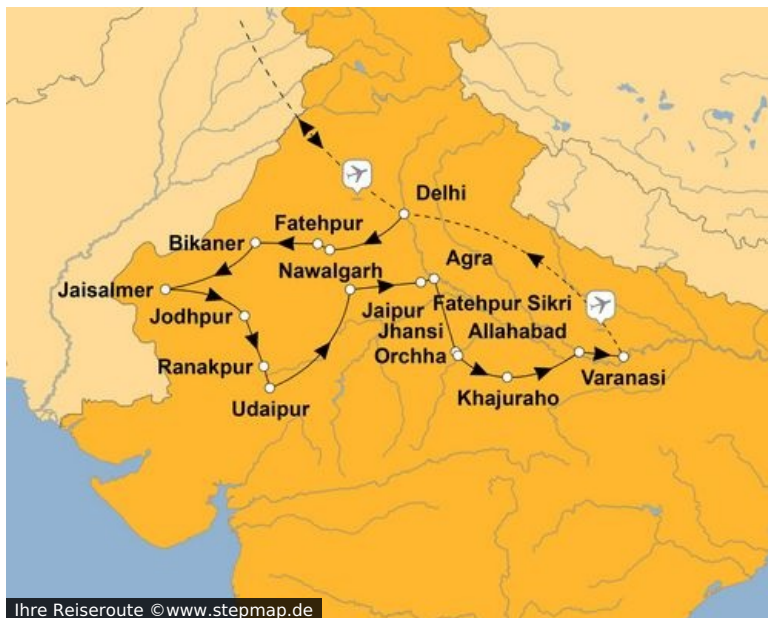 Delhi
Fatehpur
Bikaner
Nawalgarh
Agra
Jaisalmer
Jaipur
Fatehpur Sikri
Jodhpur
Jhansi
Allahabad
Orchha
Ranakpur
Varanasi
Khajuraho
Udaipur
Ihre Reiseroute ©www.stepmap.de